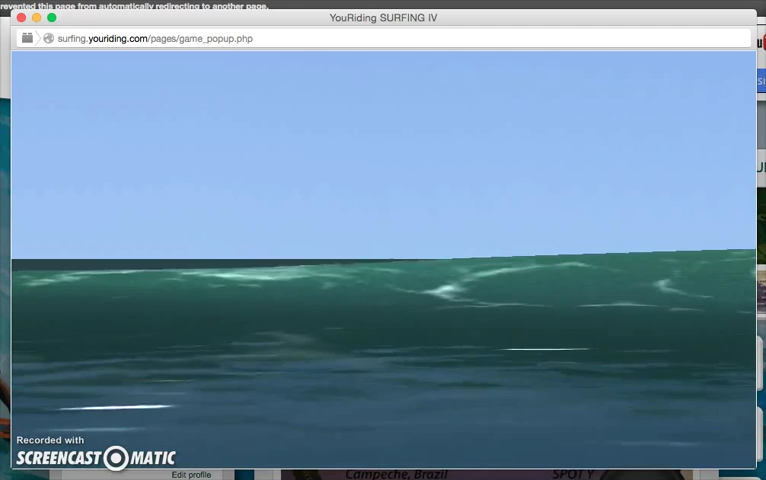 revented this page from automatically redirecting to another page.
YouRiding SURFING IV
surfing.youriding.com/pages/game_popup.php
Recorded with
SCREENCAST MATIC
Edit profile
Campeche, Brazil
SPOT Y